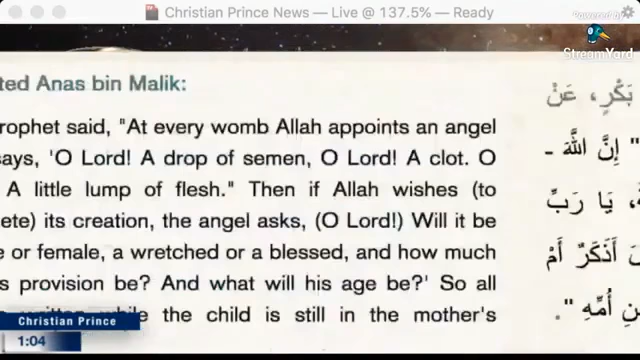 Christian Prince News — Live @ 137.5% — Ready
Powered by
StreamYard
ted Anas bin Malik:
rophet said, "At every womb Allah appoints an angel
says, 'O Lord! A drop of semen, O Lord! A clot. O
A little lump of flesh." Then if Allah wishes (to
ete) its creation, the angel asks, (O Lord!) Will it be
e or female, a wretched or a blessed, and how much
s provision be? And what will his age be?' So all
while the child is still in the mother's
بَكْرٍ، عَنْ
" إِنَّ اللَّهَ ـ
يَا رَبِّ
أَذَكَرٌ أَمْ
أُمِّهِ ".
Christian Prince
1:04